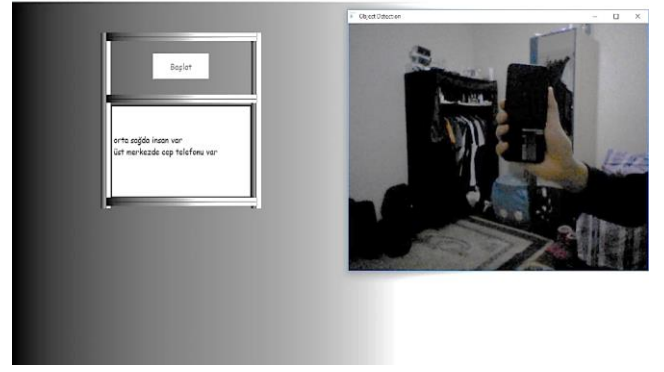 Başlat
orta sağda insan var
üst merkezde cep telefonu var
Object Detection